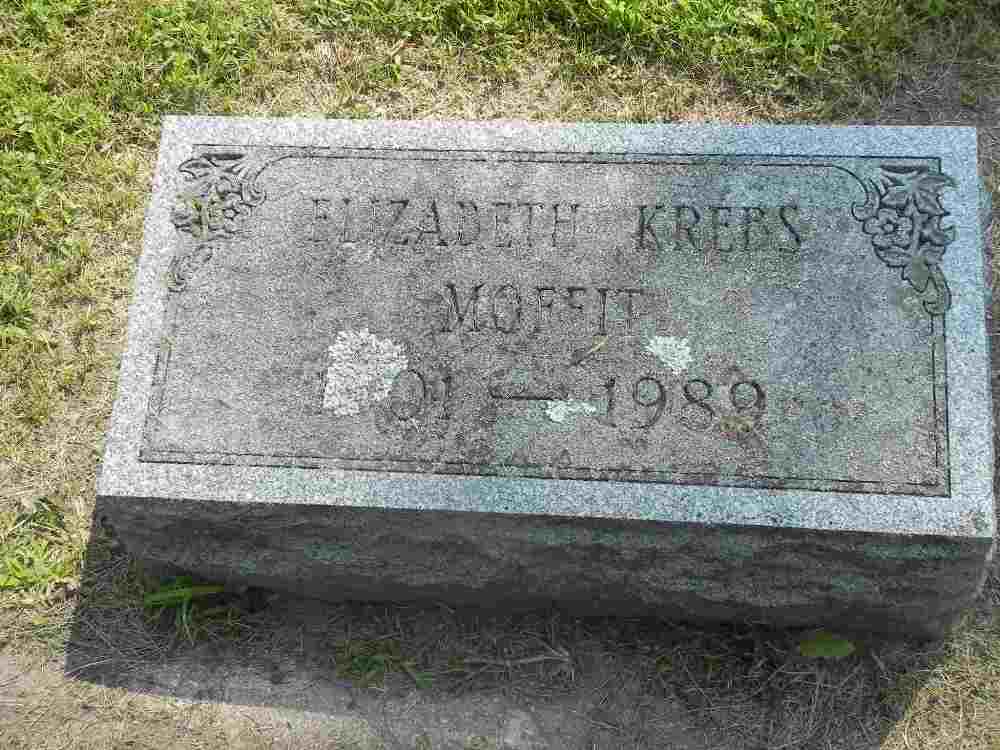 ELIZABETH KREBS
MOFFIT
1901 — 1989